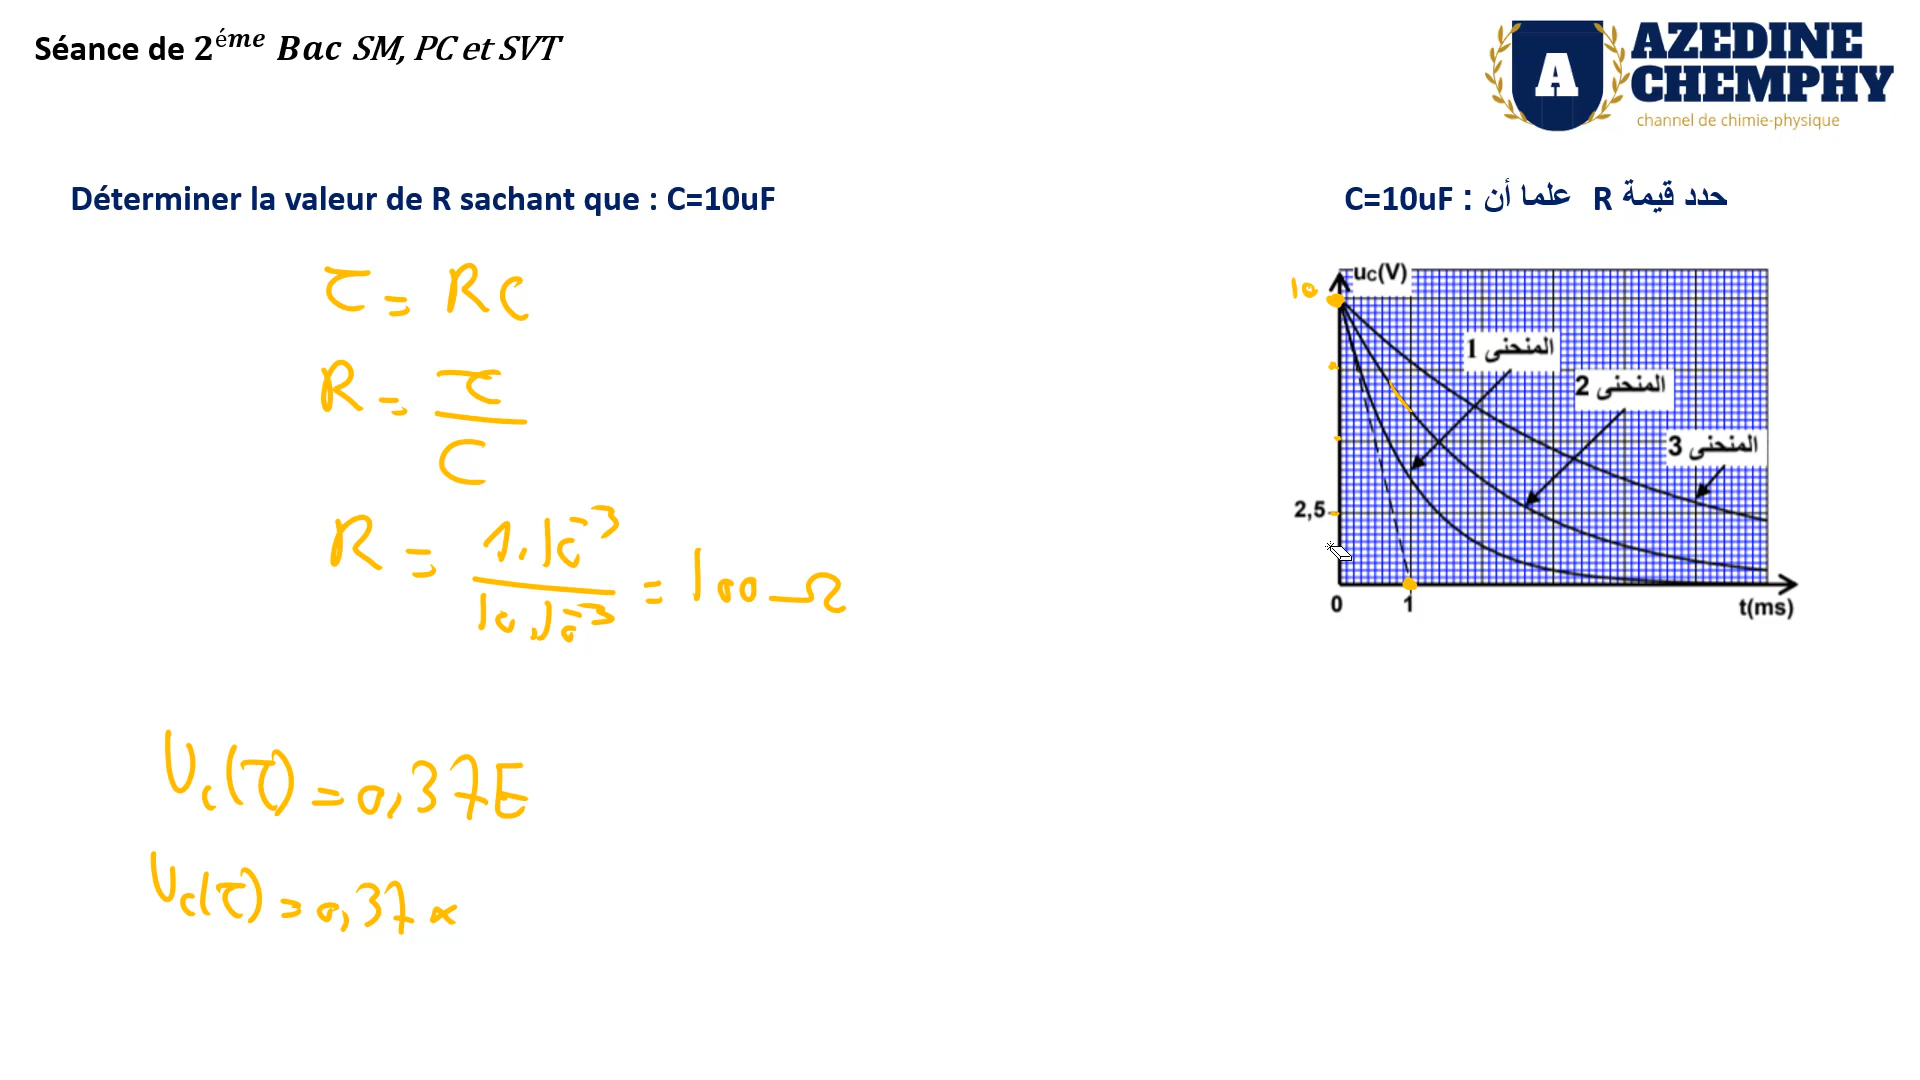 Séance de 2éme Bac SM, PC et SVT
A
AZEDINE
CHEMPHY
channel de chimie-physique
Déterminer la valeur de R sachant que : C=10uF
حدد قيمة R علما أن : C=10uF
τ = RC
R = τ / C
R = 1.10^-3 / 10.10^-3 = 100 Ω
Uc(τ) = 0,37E
Uc(τ) = 0,37 ×
10
uC(V)
المنحنى 1
المنحنى 2
المنحنى 3
2,5
0
1
t(ms)